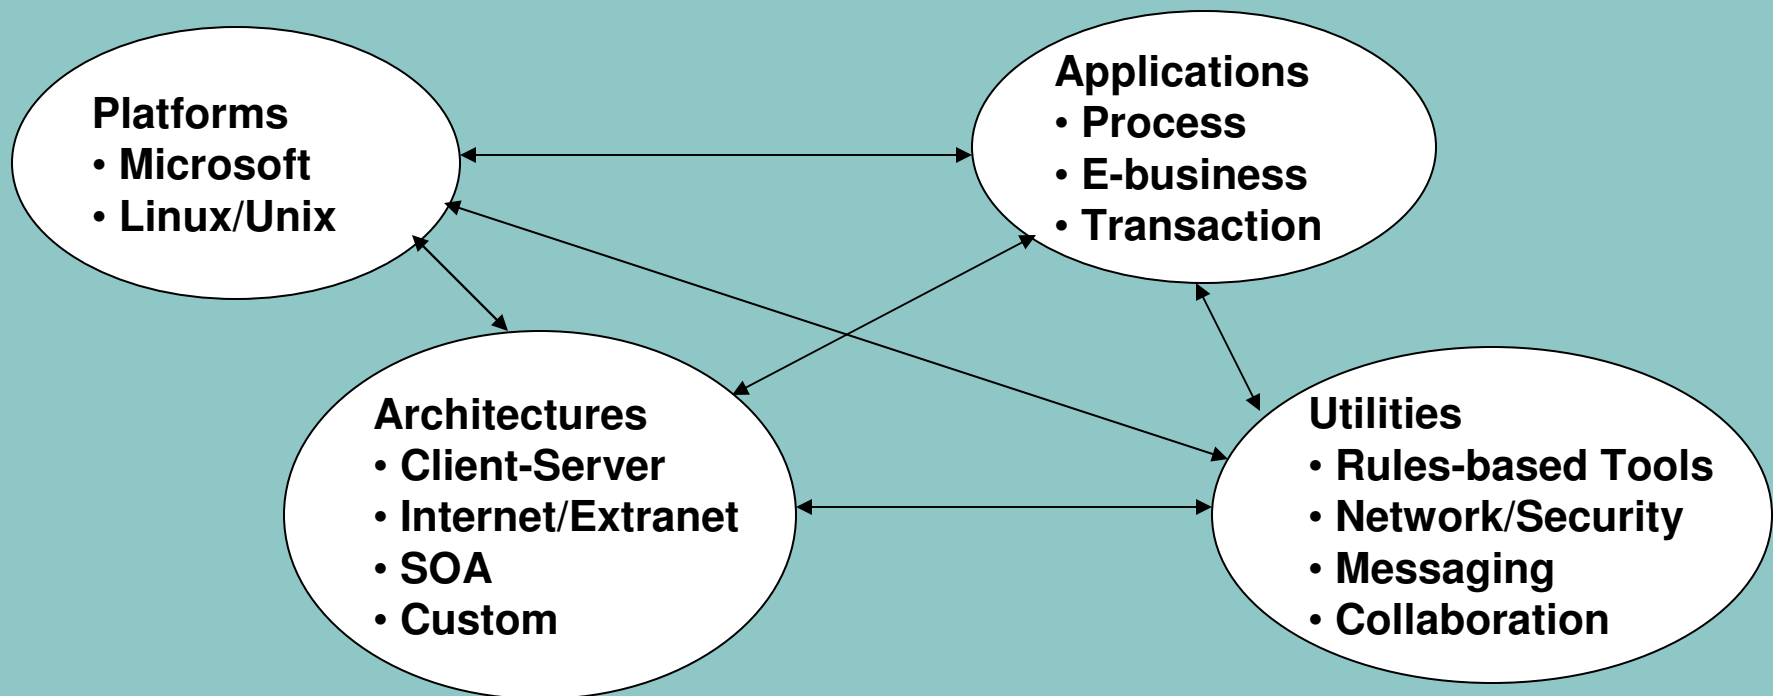 Platforms
• Microsoft
• Linux/Unix
Applications
• Process
• E-business
• Transaction
Architectures
• Client-Server
• Internet/Extranet
• SOA
• Custom
Utilities
• Rules-based Tools
• Network/Security
• Messaging
• Collaboration